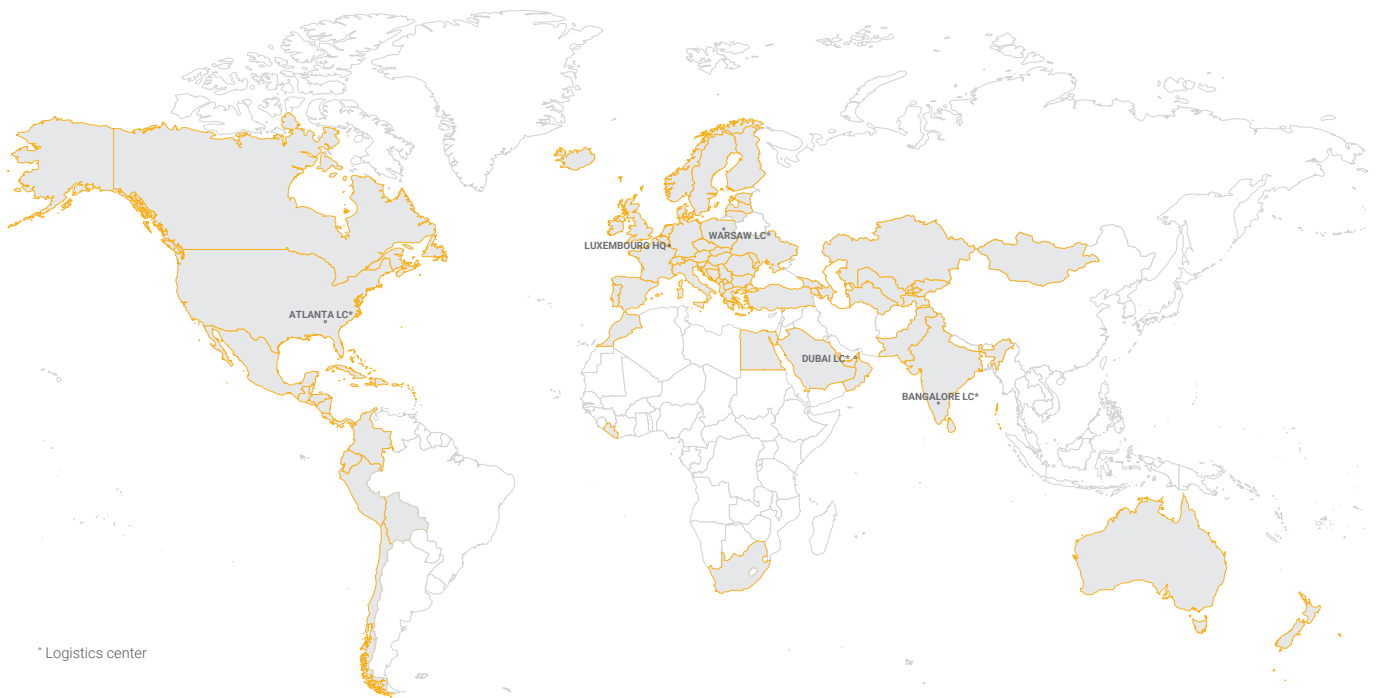 WARSAW LC*
LUXEMBOURG HQ*
ATLANTA LC*
DUBAI LC*
BANGALORE LC*
* Logistics center